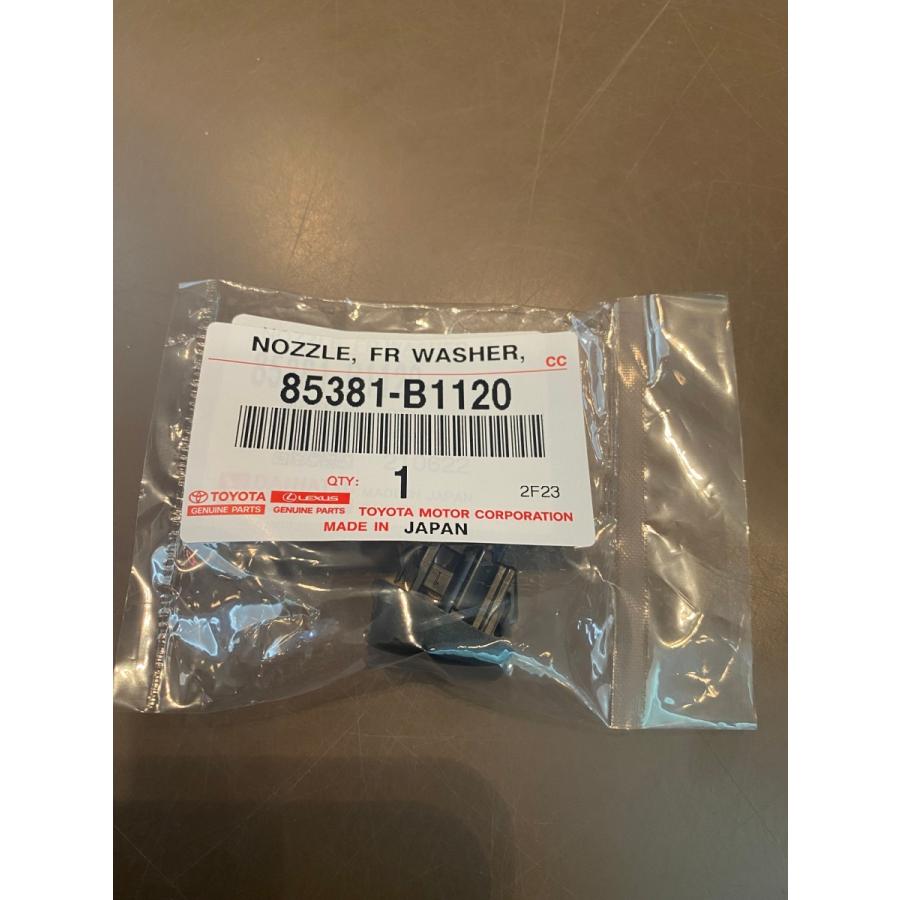 NOZZLE, FR WASHER, CC
85381-B1120
QTY: 1 2F23
TOYOTA LEXUS
GENUINE PARTS GENUINE PARTS TOYOTA MOTOR CORPORATION
MADE IN JAPAN